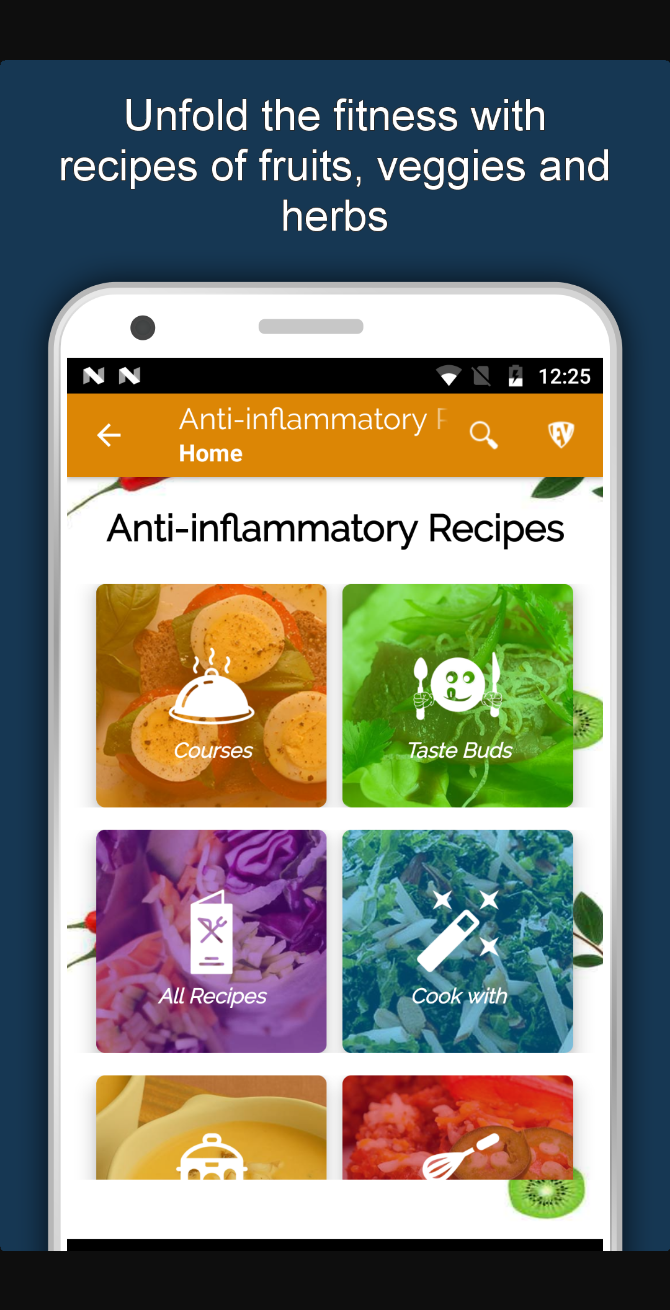 Unfold the fitness with
recipes of fruits, veggies and
herbs
12:25
Anti-inflammatory
Home
EV
Anti-inflammatory Recipes
Courses
Taste Buds
All Recipes
Cook with